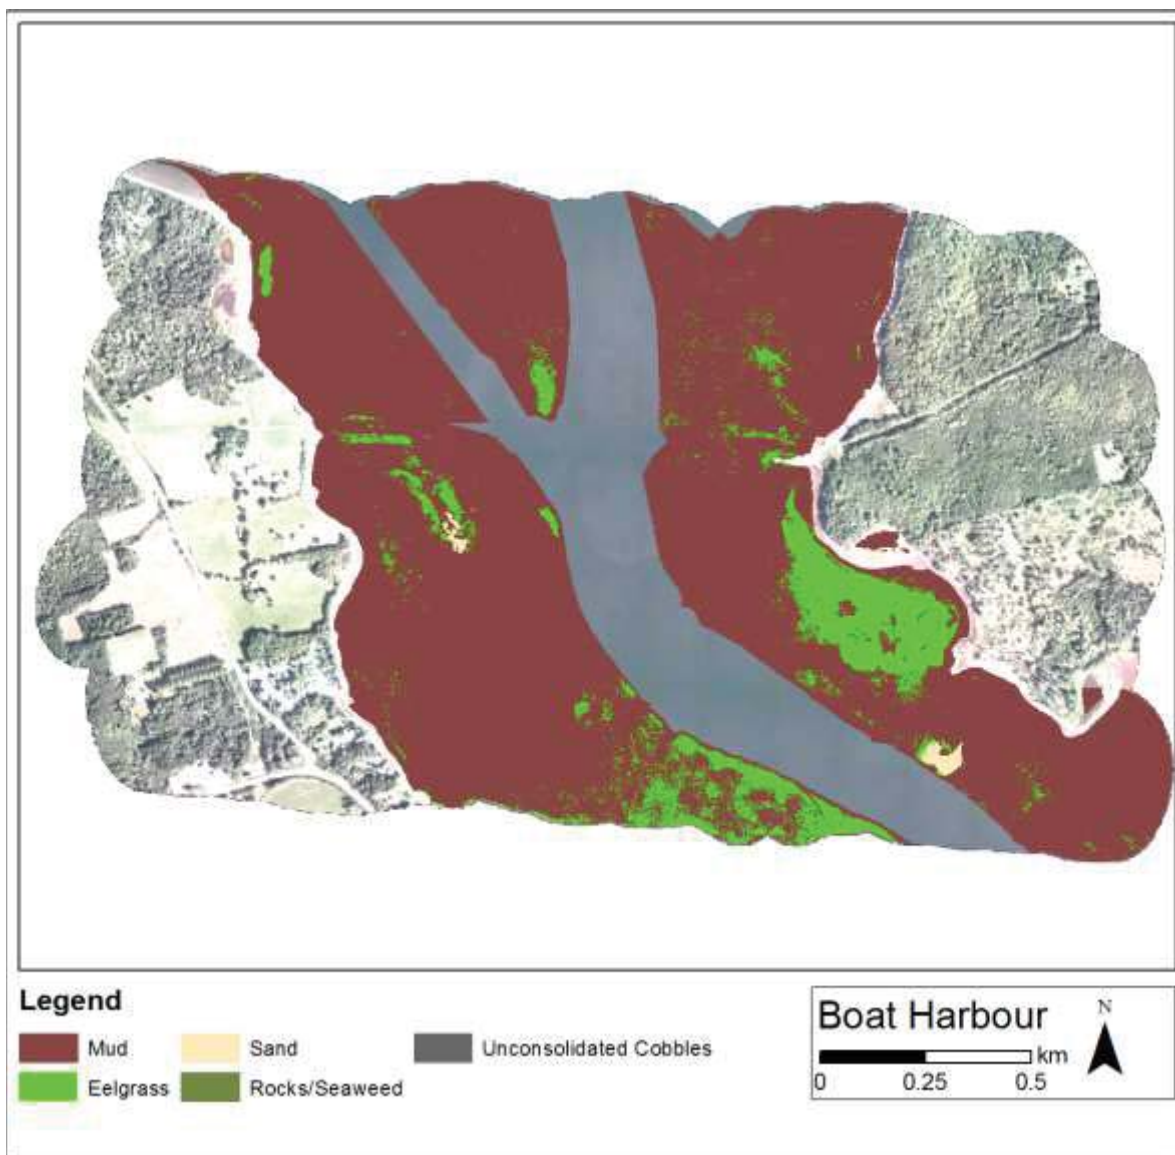 Legend
Mud
Sand
Unconsolidated Cobbles
Eelgrass
Rocks/Seaweed
Boat Harbour
N
km
0 0.25 0.5